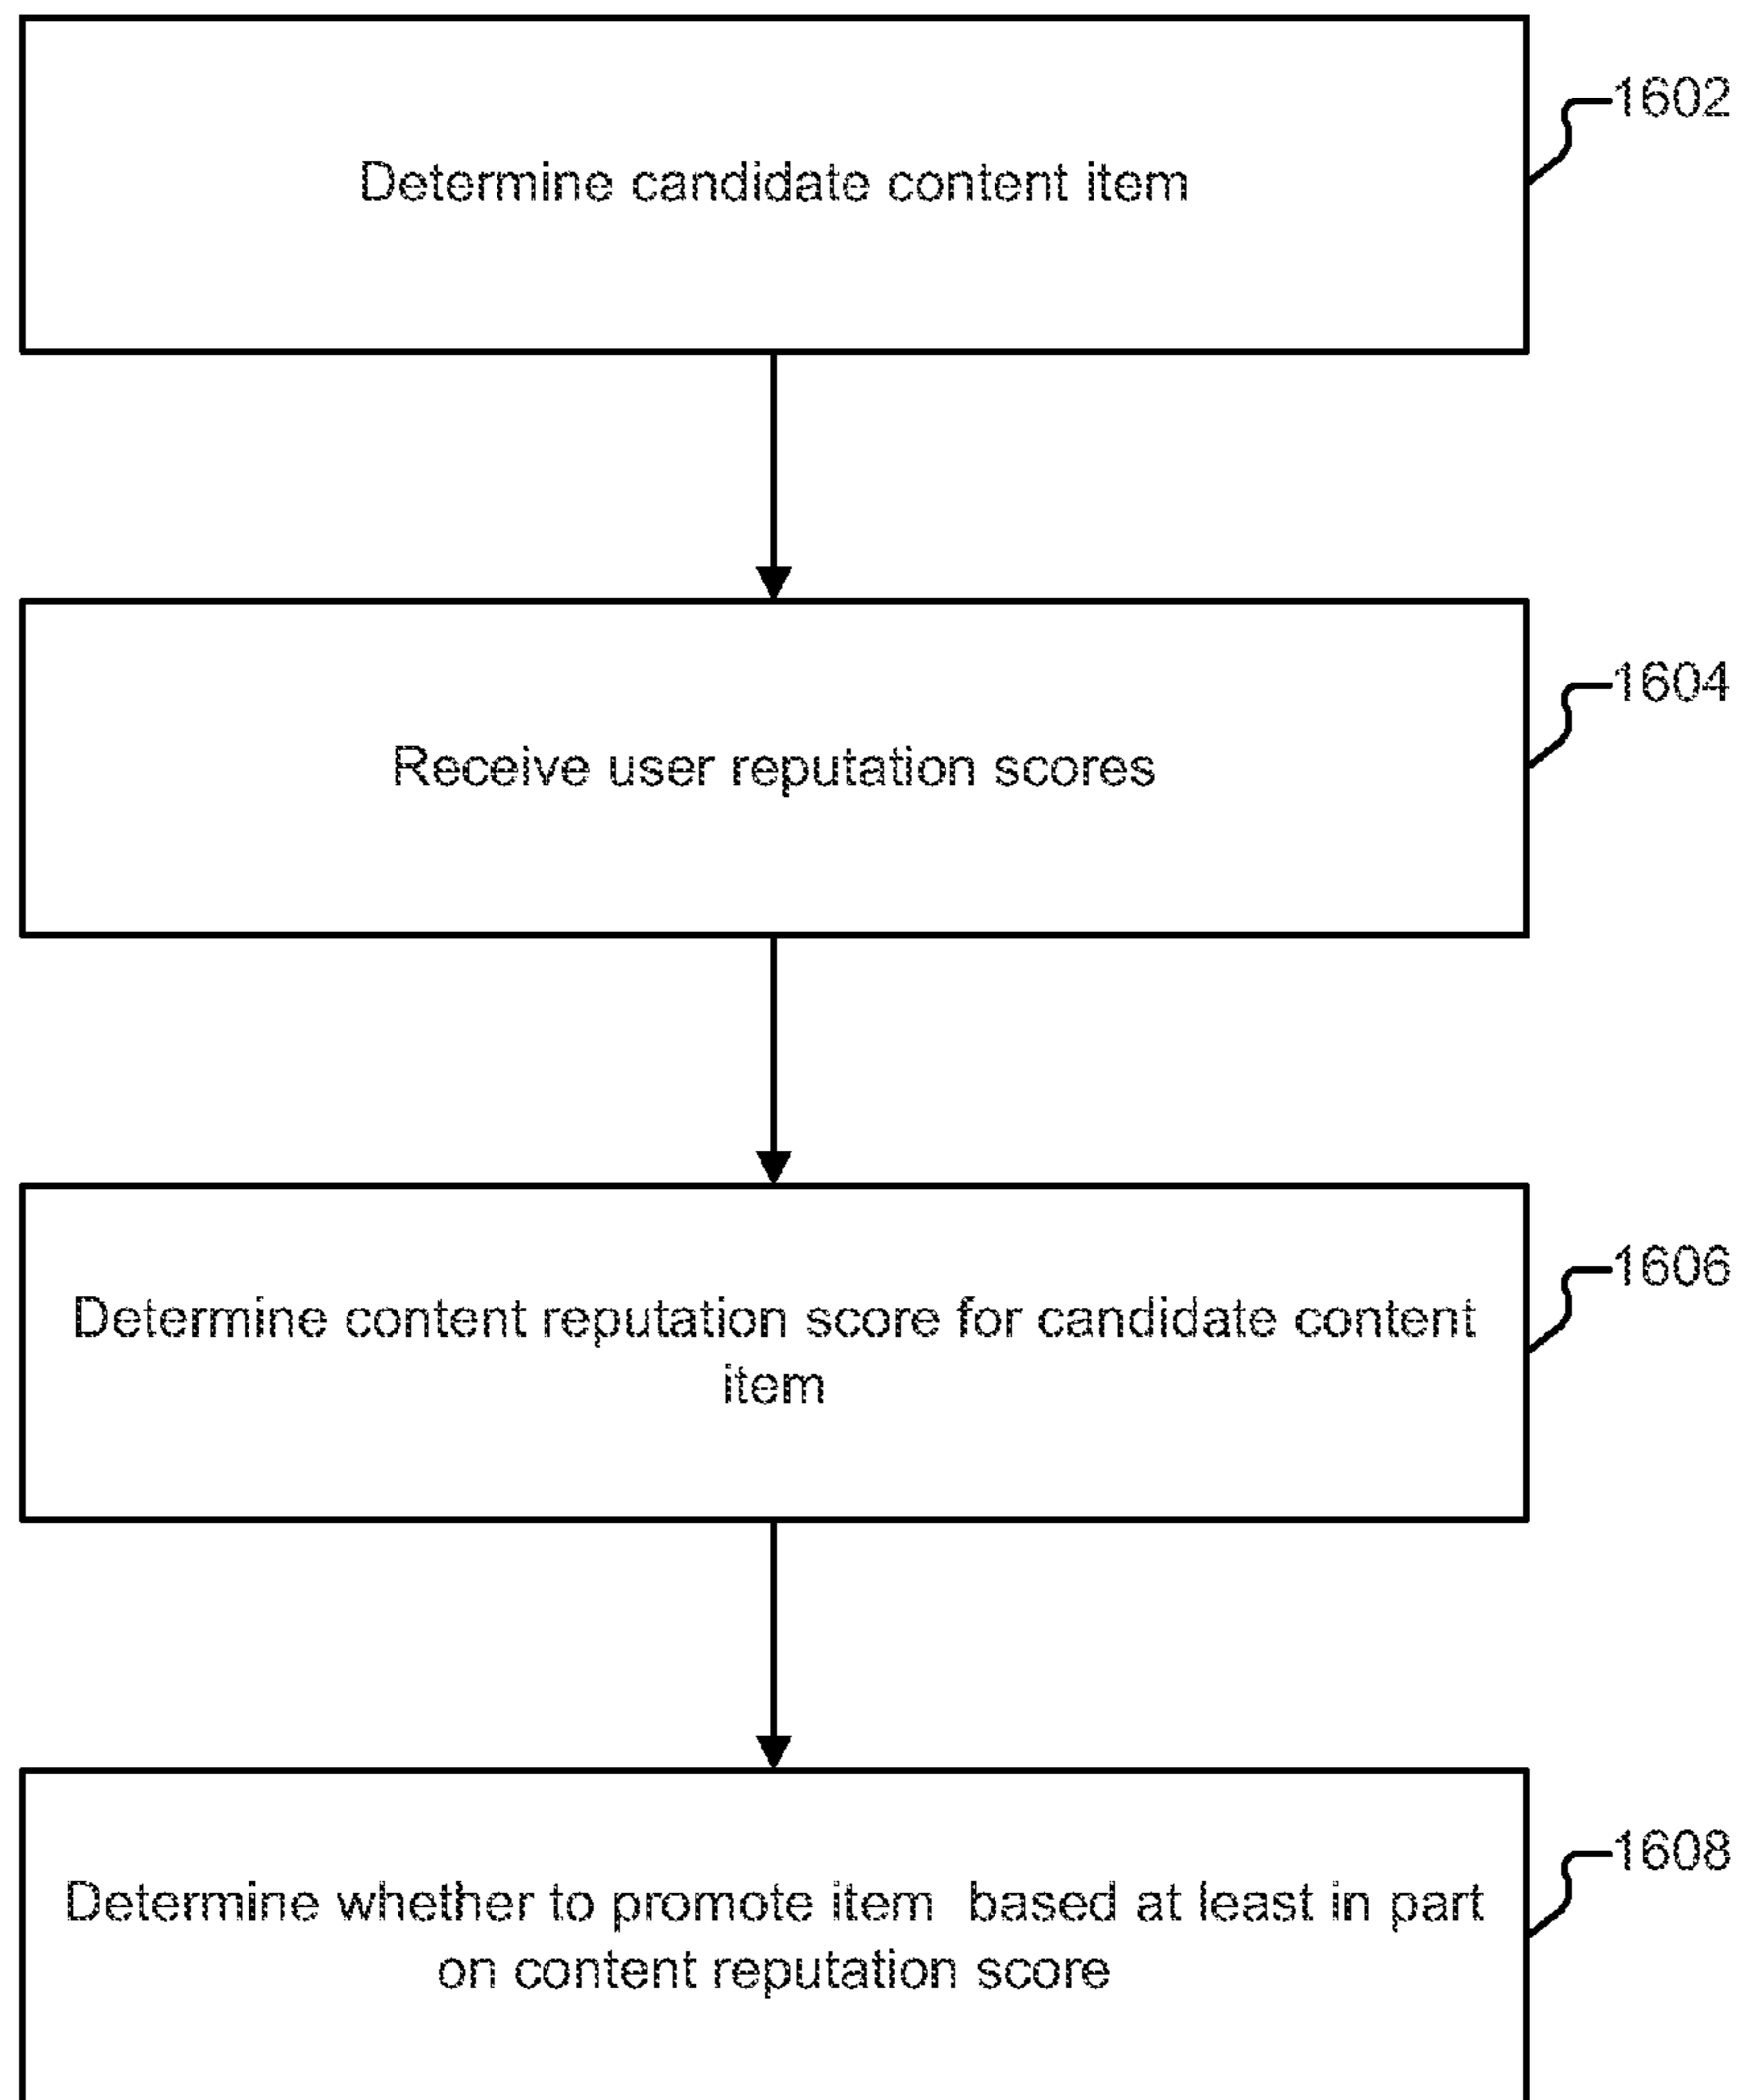 Determine candidate content item
1602
Receive user reputation scores
1604
Determine content reputation score for candidate content
item
1606
Determine whether to promote item  based at least in part
on content reputation score
1608